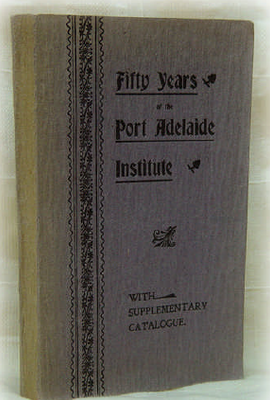 Fifty Years
of the
Port Adelaide
Institute
WITH
SUPPLEMENTARY
CATALOGUE.